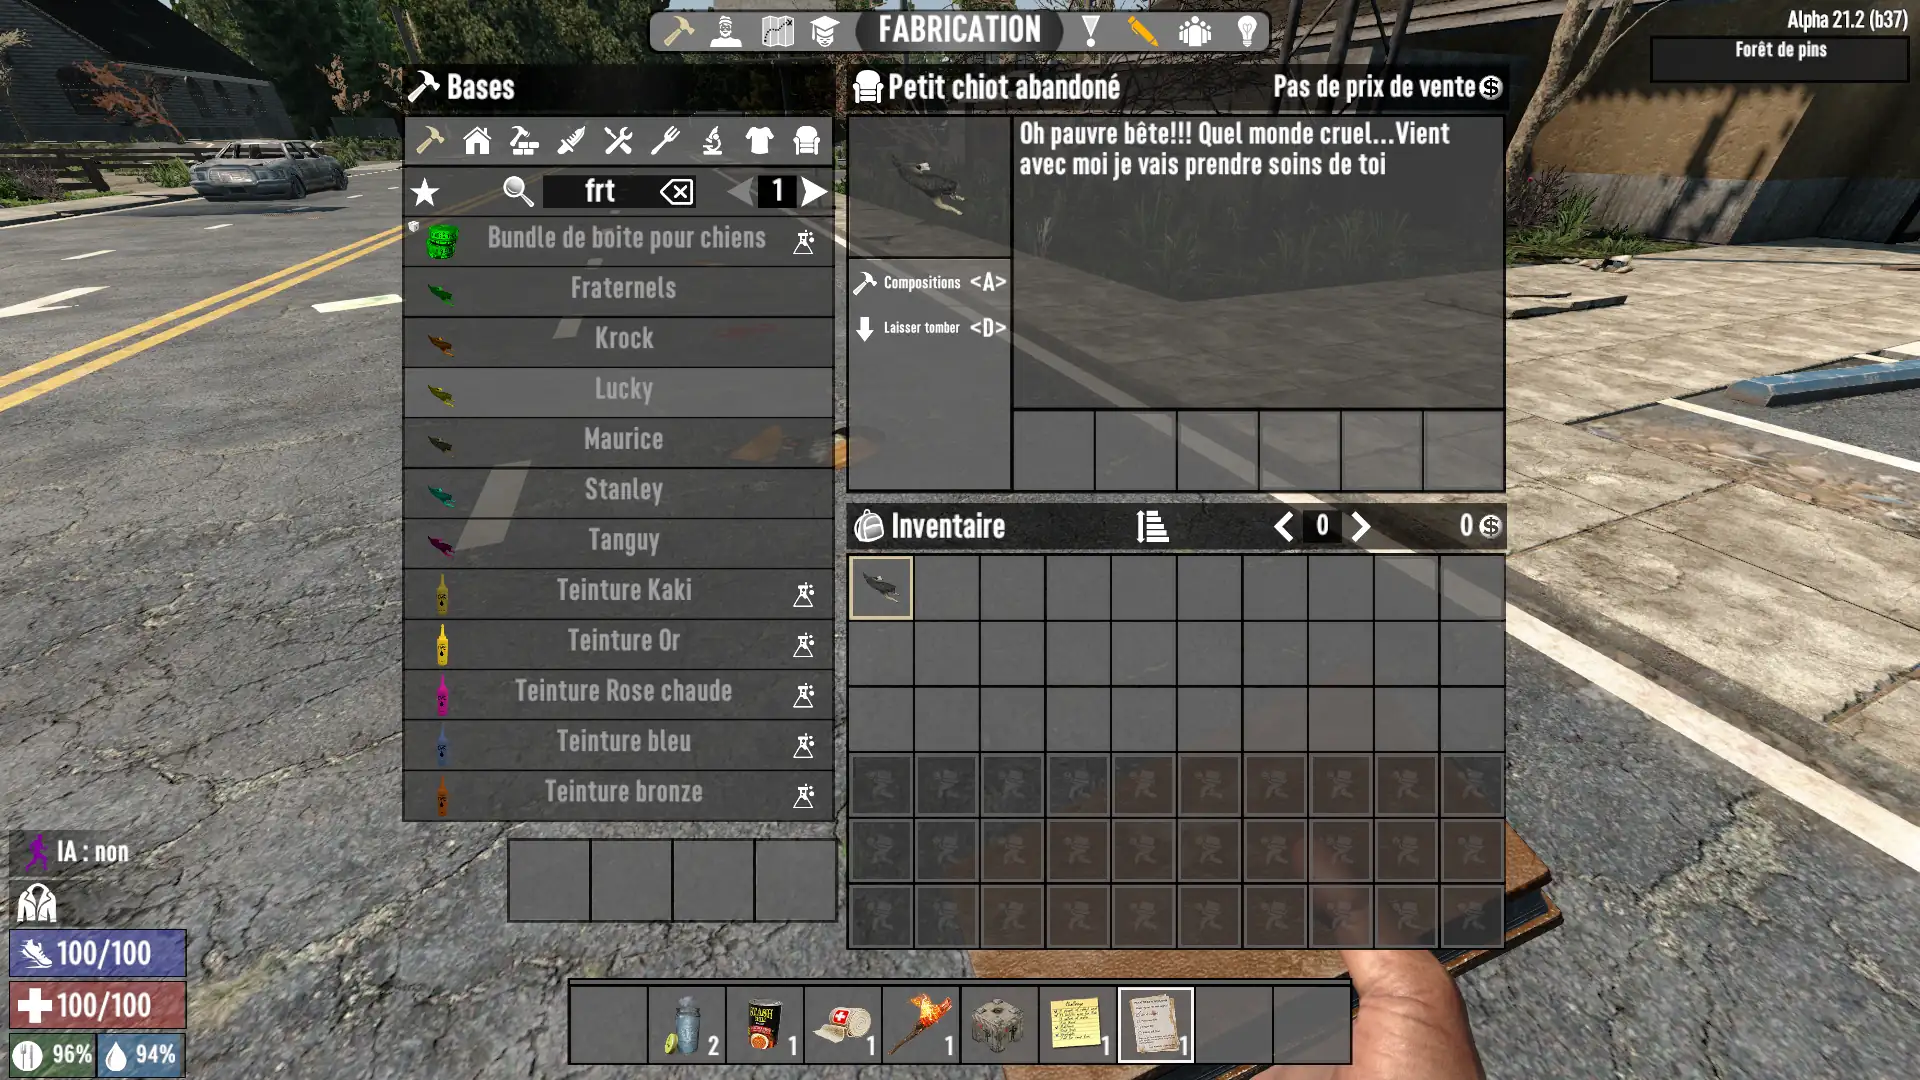 FABRICATION
Alpha 21.2 (b37)
Forêt de pins
Bases
frt
1
Bundle de boite pour chiens
Fraternels
Krock
Lucky
Maurice
Stanley
Tanguy
Teinture Kaki
Teinture Or
Teinture Rose chaude
Teinture bleu
Teinture bronze
Petit chiot abandoné
Pas de prix de vente
Oh pauvre bête!!! Quel monde cruel...Vient
avec moi je vais prendre soins de toi
Compositions <A>
Laisser tomber <D>
Inventaire
0
0
IA : non
100/100
100/100
96%
94%
2
1
1
1
1
1